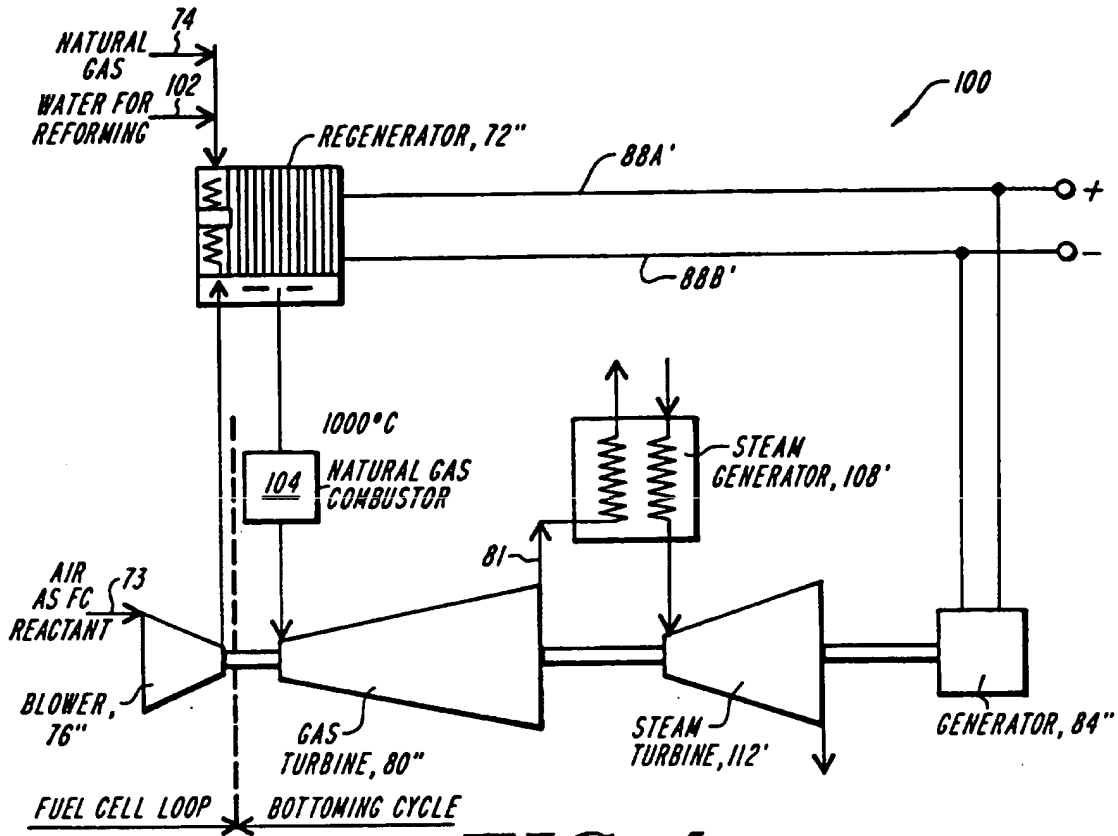 74
NATURAL
GAS
102
WATER FOR
REFORMING
REGENERATOR, 72"
100
88A'
+
88B'
-
1000°C
104
NATURAL GAS
COMBUSTOR
STEAM
GENERATOR, 108'
81
AIR
AS FC
REACTANT
73
BLOWER,
76"
GAS
TURBINE, 80"
STEAM
TURBINE, 112'
GENERATOR, 84"
FUEL CELL LOOP
BOTTOMING CYCLE